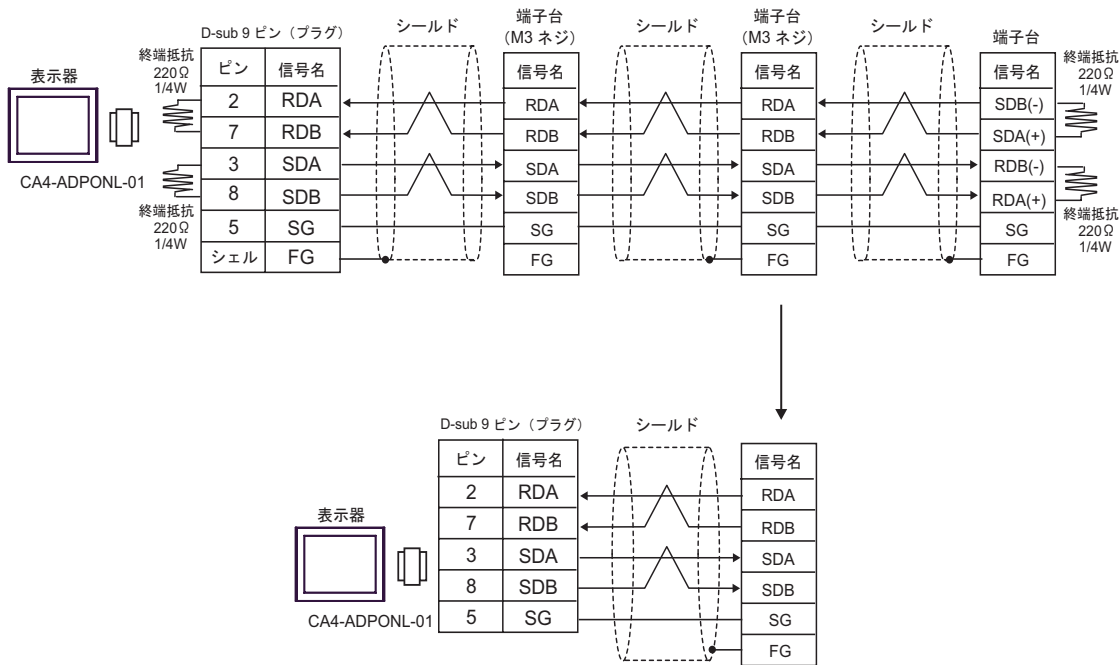 表示器
CA4-ADPONL-01
終端抵抗
220Ω
1/4W
終端抵抗
220Ω
1/4W
D-sub 9 ピン（プラグ）
ピン 信号名
2 RDA
7 RDB
3 SDA
8 SDB
5 SG
シェル FG
シールド
端子台
（M3 ネジ）
信号名
RDA
RDB
SDA
SDB
SG
FG
シールド
端子台
（M3 ネジ）
信号名
RDA
RDB
SDA
SDB
SG
FG
シールド
端子台
信号名
SDB(-)
SDA(+)
RDB(-)
RDA(+)
SG
FG
終端抵抗
220Ω
1/4W
終端抵抗
220Ω
1/4W
表示器
CA4-ADPONL-01
D-sub 9 ピン（プラグ）
ピン 信号名
2 RDA
7 RDB
3 SDA
8 SDB
5 SG
シールド
信号名
RDA
RDB
SDA
SDB
SG
FG